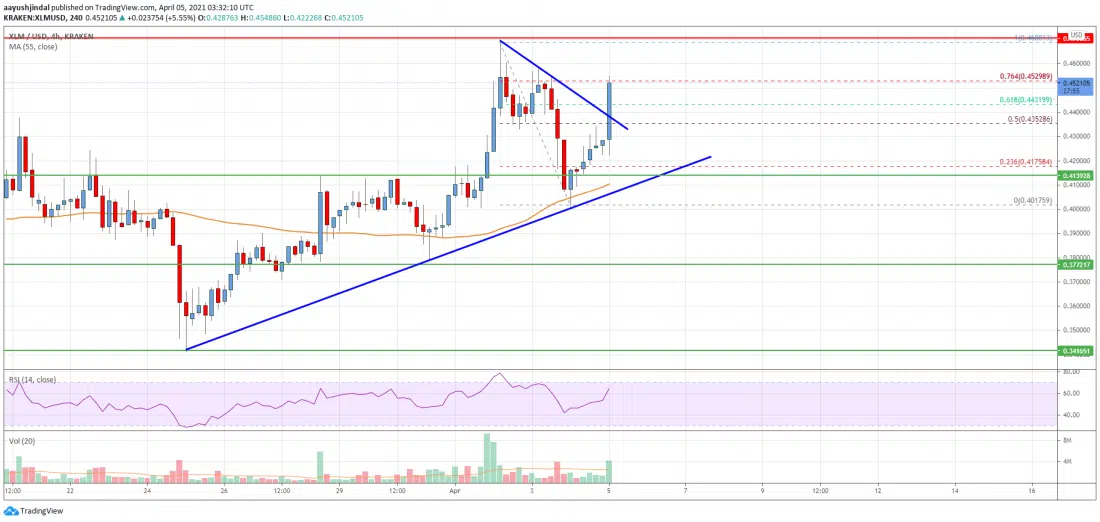 aayushjindal published on TradingView.com, April 05, 2021 03:32:10 UTC
KRAKEN:XLMUSD, 240 0.452105 ▲ +0.023754 (+5.55%) O:0.428763 H:0.454860 L:0.422268 C:0.452105
XLM / USD, 4h, KRAKEN
MA (55, close)
USD
0.460000
0.764(0.452989)
0.452105
27:55
0.618(0.443199)
0.440000
0.5(0.435286)
0.430000
0.420000
0.236(0.417584)
0.413928
0.410000
0(0.401759)
0.400000
0.390000
0.380000
0.377217
0.370000
0.360000
0.350000
0.341651
RSI (14, close)
80.00
60.00
40.00
Vol (20)
8M
4M
12:00 22 24 26 12:00 29 12:00 Apr 3 5 7 9 12:00 12 14 16
TradingView